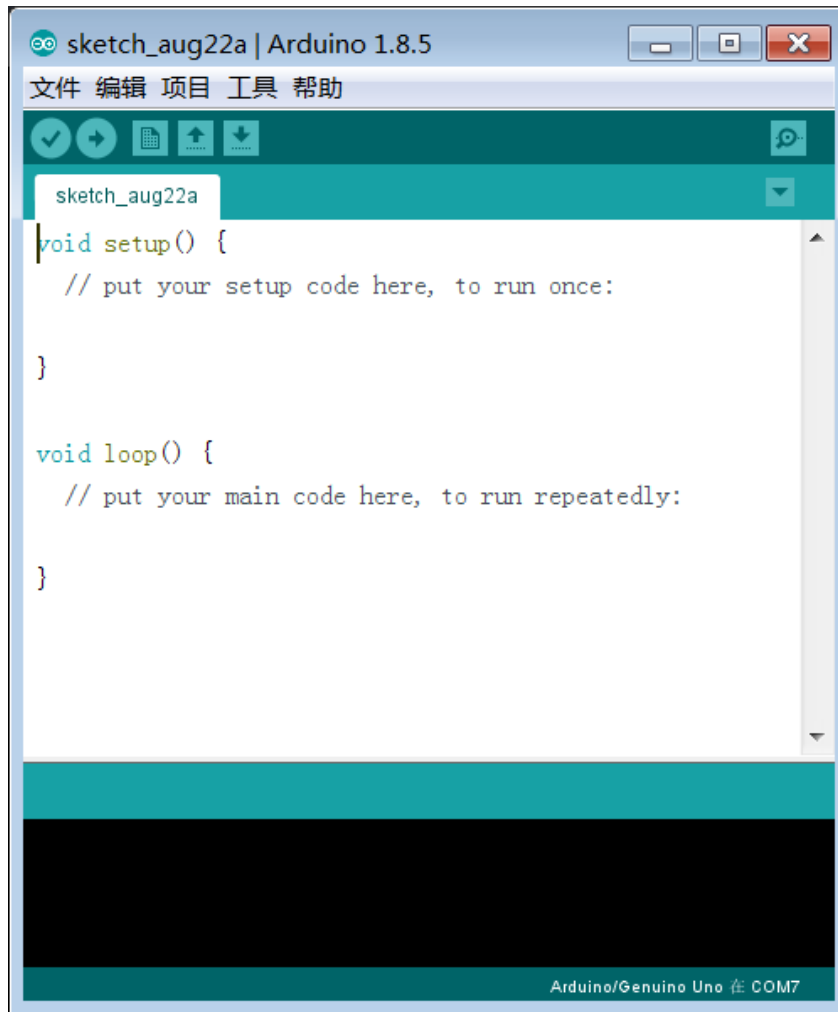 sketch_aug22a | Arduino 1.8.5
文件 编辑 项目 工具 帮助
sketch_aug22a
void setup() {
  // put your setup code here, to run once:
}
void loop() {
  // put your main code here, to run repeatedly:
}
Arduino/Genuino Uno 在 COM7